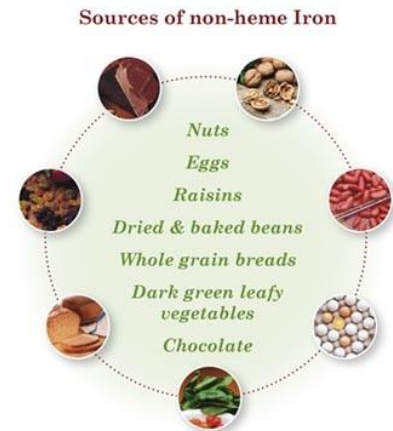 Sources of non-heme Iron
Nuts
Eggs
Raisins
Dried & baked beans
Whole grain breads
Dark green leafy
vegetables
Chocolate